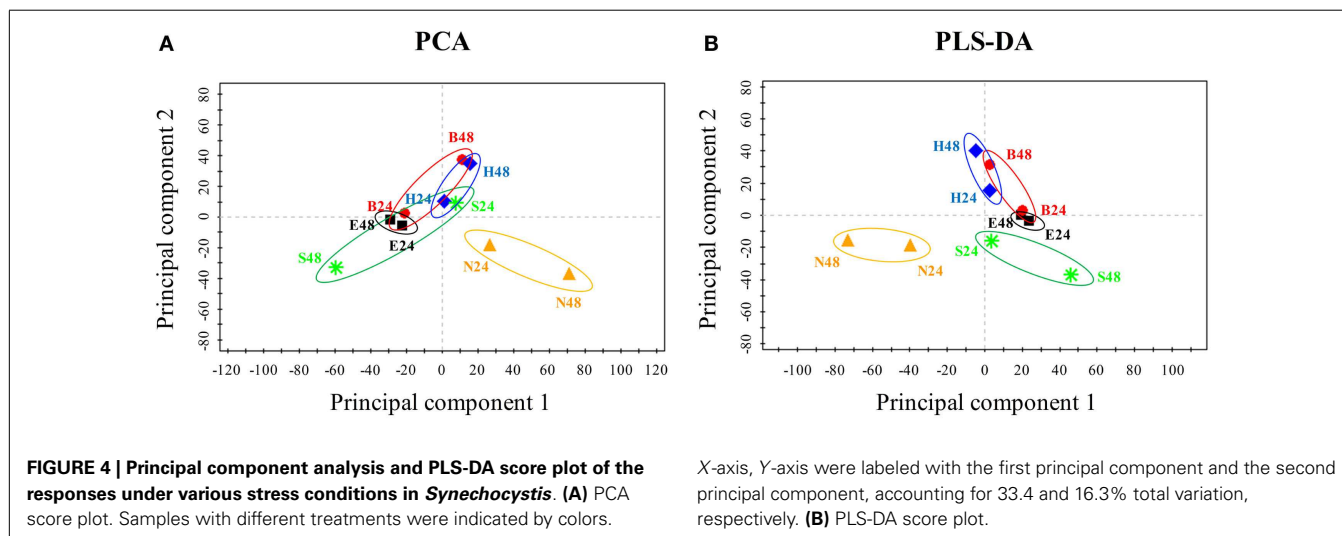 A
PCA
Principal component 2
80
60
40
20
0
-20
-40
-60
-80
B48
H48
B24
H24
S24
E48
E24
S48
N24
N48
-120 -100 -80 -60 -40 -20 0 20 40 60 80 100 120
Principal component 1
B
PLS-DA
Principal component 2
80
60
40
20
0
-20
-40
-60
-80
H48
B48
H24
B24
E48
E24
S24
N48
N24
S48
-100 -80 -60 -40 -20 0 20 40 60 80 100
Principal component 1
FIGURE 4 | Principal component analysis and PLS-DA score plot of the
responses under various stress conditions in Synechocystis. (A) PCA
score plot. Samples with different treatments were indicated by colors.
X-axis, Y-axis were labeled with the first principal component and the second
principal component, accounting for 33.4 and 16.3% total variation,
respectively. (B) PLS-DA score plot.